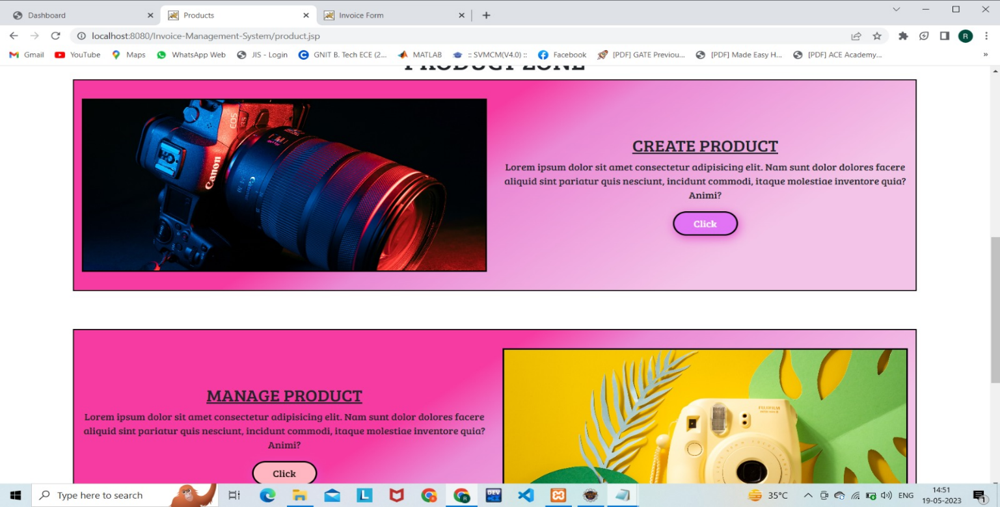 Dashboard
Products
Invoice Form
localhost:8080/Invoice-Management-System/product.jsp
R
Gmail
YouTube
Maps
WhatsApp Web
JIS - Login
GNIT B. Tech ECE (2...
MATLAB
:: SVMCM(V4.0) ::
Facebook
[PDF] GATE Previou...
[PDF] Made Easy H...
[PDF] ACE Academy...
»
PRODUCT ZONE
EOS
Canon
CREATE PRODUCT
Lorem ipsum dolor sit amet consectetur adipisicing elit. Nam sunt dolor dolores facere
aliquid sint pariatur quis nesciunt, incidunt commodi, itaque molestiae inventore quia?
Animi?
Click
MANAGE PRODUCT
Lorem ipsum dolor sit amet consectetur adipisicing elit. Nam sunt dolor dolores facere
aliquid sint pariatur quis nesciunt, incidunt commodi, itaque molestiae inventore quia?
Animi?
Click
FUJIFILM
Type here to search
L
DEV
35°C
ENG
14:51
19-05-2023
1